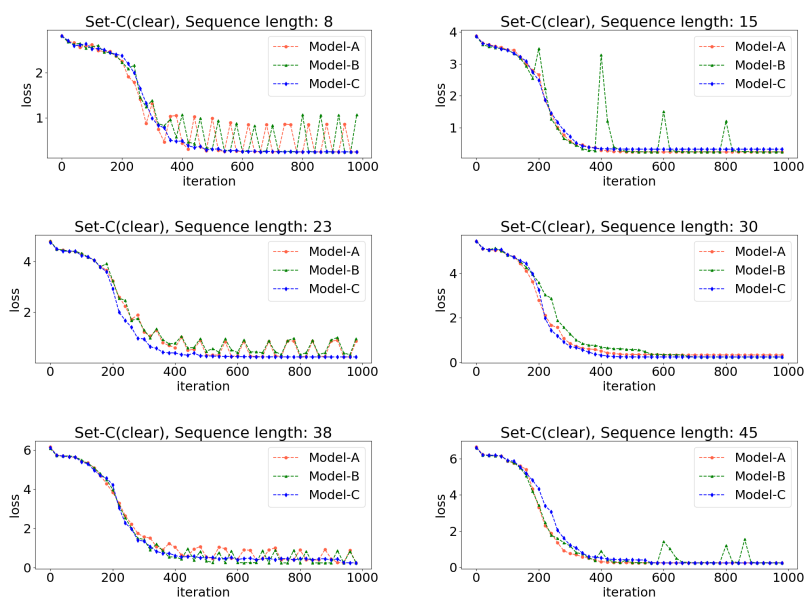 Set-C(clear), Sequence length: 8
loss
2
1
Model-A
Model-B
Model-C
0 200 400 600 800 1000
iteration
Set-C(clear), Sequence length: 15
loss
4
3
2
1
Model-A
Model-B
Model-C
0 200 400 600 800 1000
iteration
Set-C(clear), Sequence length: 23
loss
4
2
Model-A
Model-B
Model-C
0 200 400 600 800 1000
iteration
Set-C(clear), Sequence length: 30
loss
4
2
0
Model-A
Model-B
Model-C
0 200 400 600 800 1000
iteration
Set-C(clear), Sequence length: 38
loss
6
4
2
0
Model-A
Model-B
Model-C
0 200 400 600 800 1000
iteration
Set-C(clear), Sequence length: 45
loss
6
4
2
0
Model-A
Model-B
Model-C
0 200 400 600 800 1000
iteration